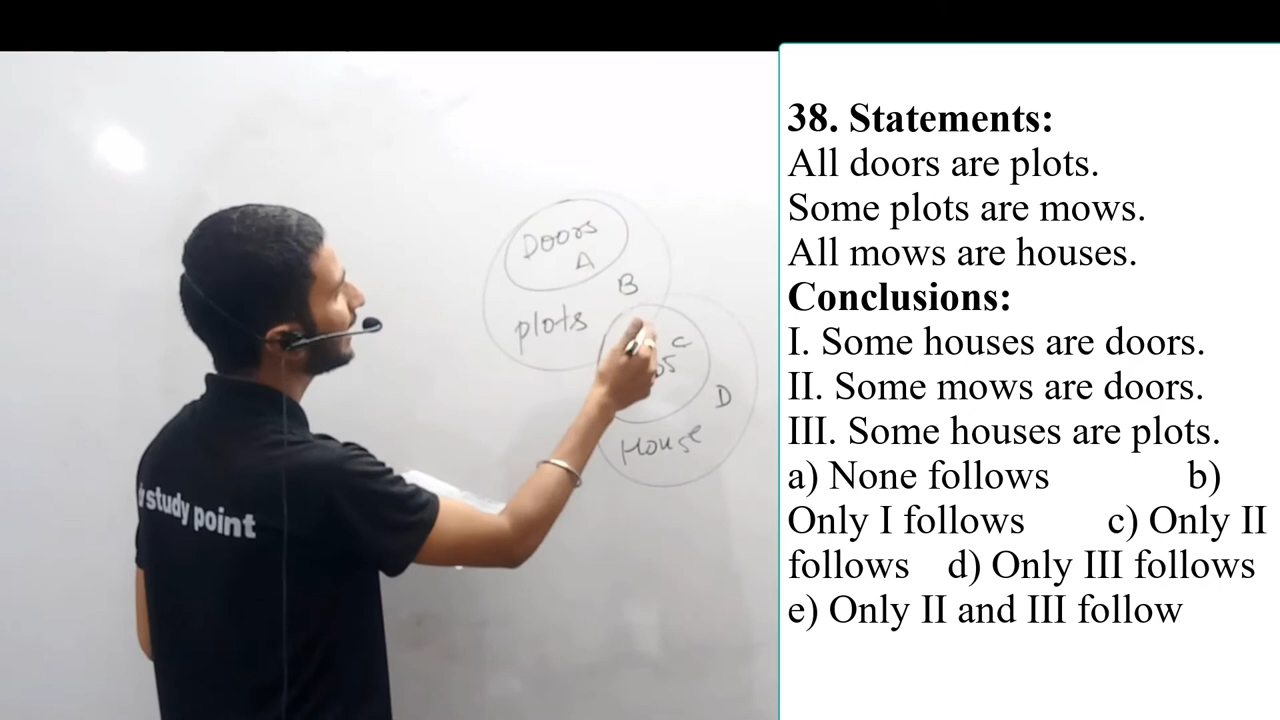 Doors
A
B
plots
C
D
House
study point
38. Statements:
All doors are plots.
Some plots are mows.
All mows are houses.
Conclusions:
I. Some houses are doors.
II. Some mows are doors.
III. Some houses are plots.
a) None follows b)
Only I follows c) Only II
follows d) Only III follows
e) Only II and III follow